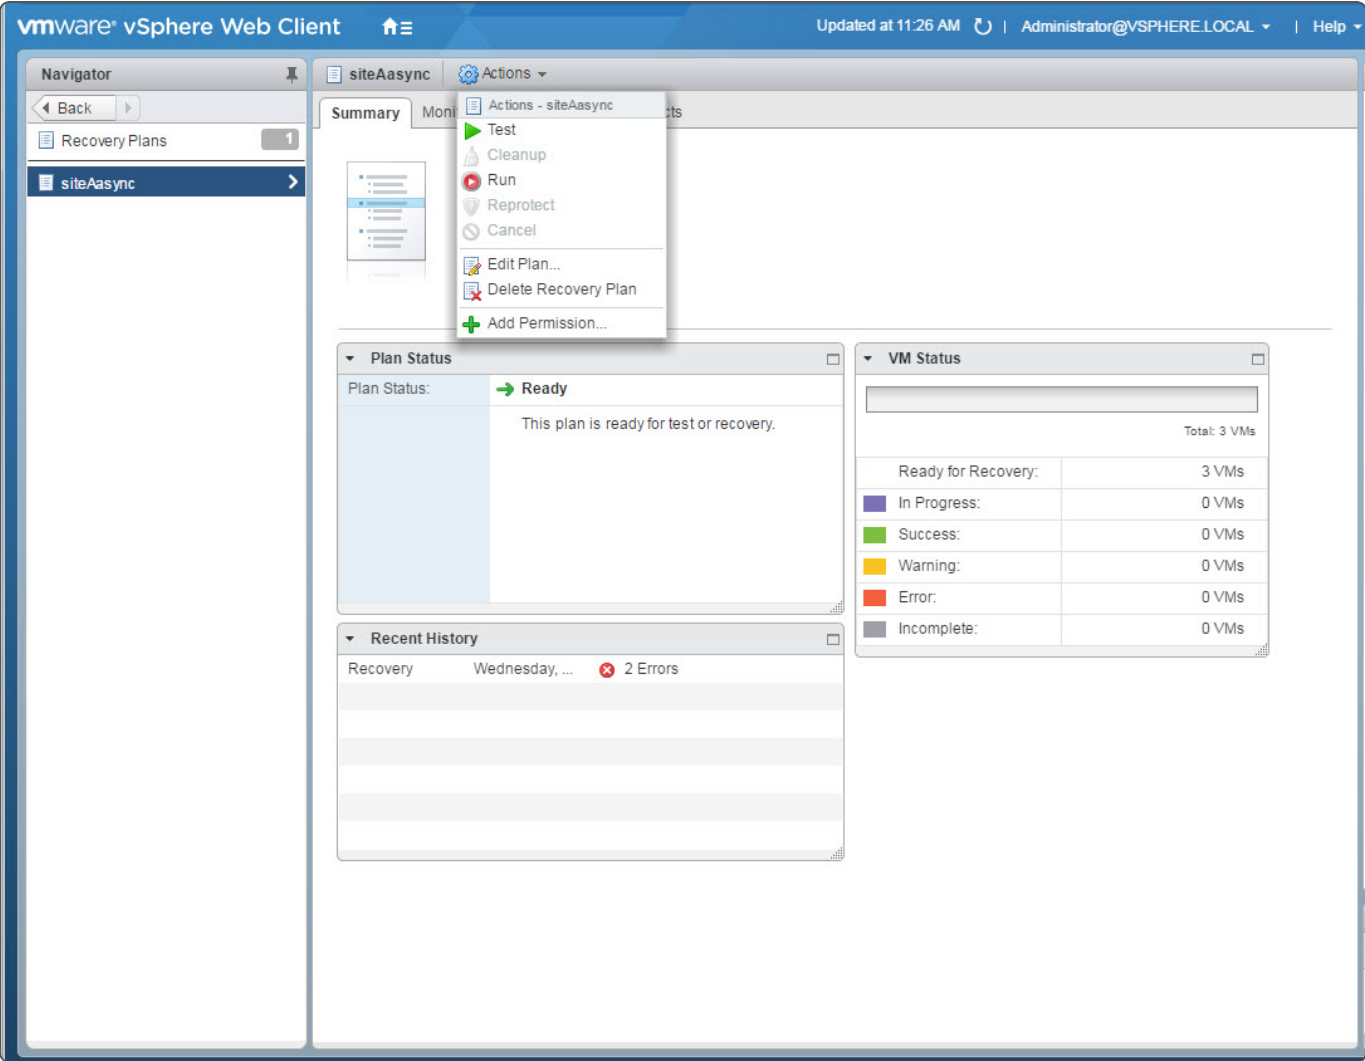 vmware® vSphere Web Client
Updated at 11:26 AM | Administrator@VSPHERE.LOCAL | Help
Navigator
Back
Recovery Plans 1
siteAasync
siteAasync Actions
Summary
Actions - siteAasync
Test
Cleanup
Run
Reprotect
Cancel
Edit Plan...
Delete Recovery Plan
Add Permission...
Plan Status
Plan Status: Ready
This plan is ready for test or recovery.
VM Status
Total: 3 VMs
Ready for Recovery: 3 VMs
In Progress: 0 VMs
Success: 0 VMs
Warning: 0 VMs
Error: 0 VMs
Incomplete: 0 VMs
Recent History
Recovery Wednesday, ... 2 Errors